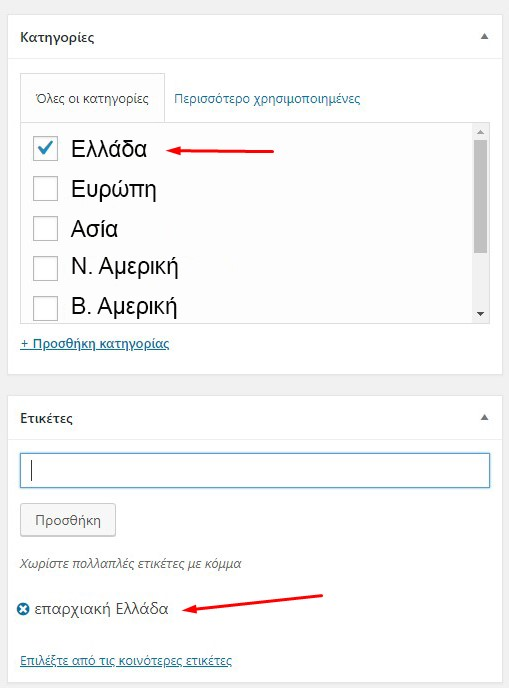 Κατηγορίες
Όλες οι κατηγορίες Περισσότερο χρησιμοποιημένες
Ελλάδα
Ευρώπη
Ασία
Ν. Αμερική
Β. Αμερική
+ Προσθήκη κατηγορίας
Ετικέτες
Προσθήκη
Χωρίστε πολλαπλές ετικέτες με κόμμα
επαρχιακή Ελλάδα
Επιλέξτε από τις κοινότερες ετικέτες